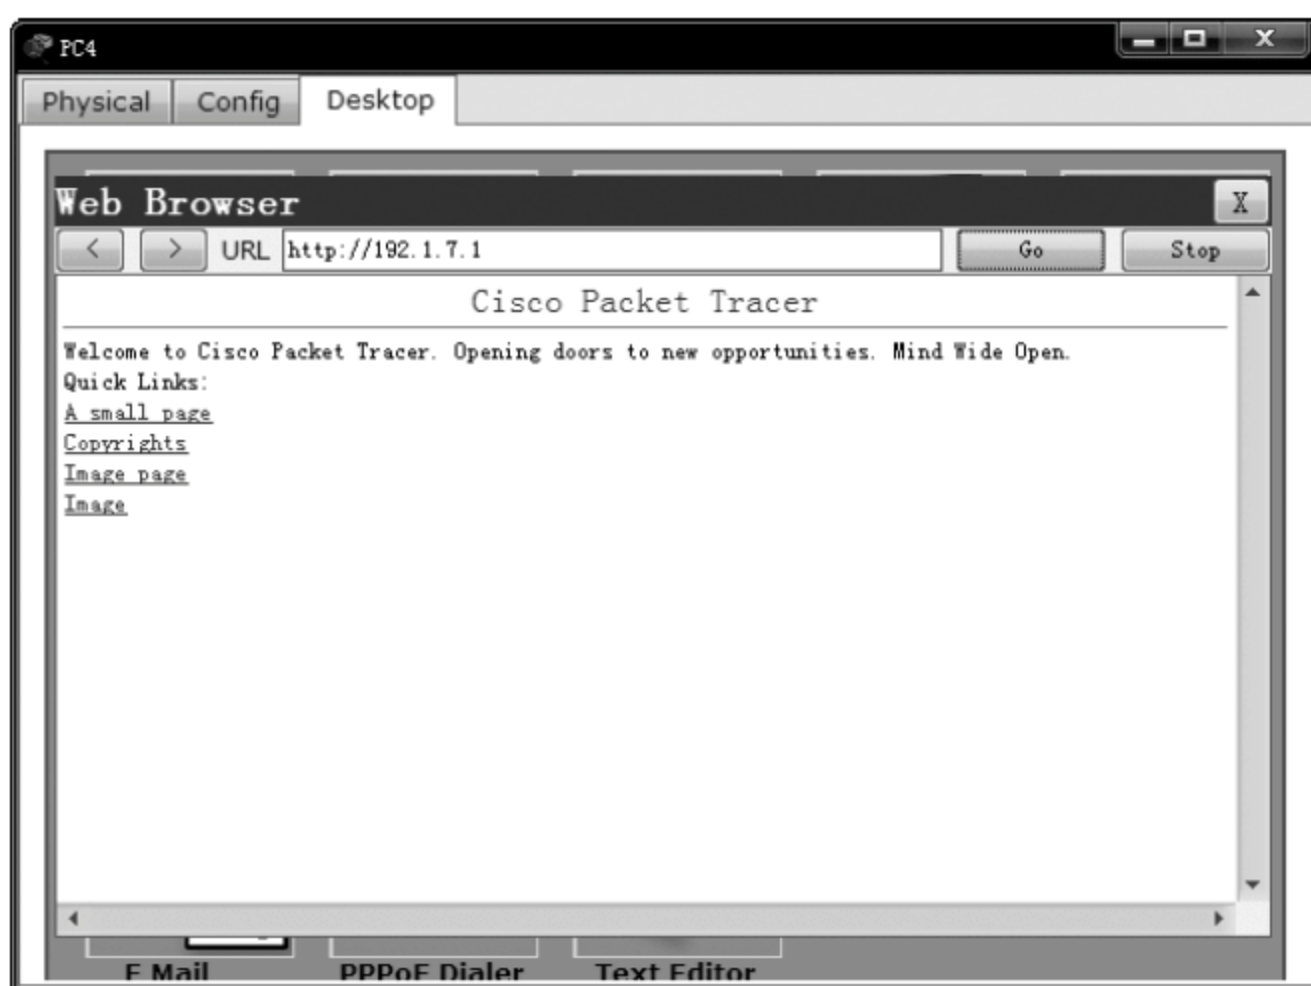 PC4
Physical Config Desktop
Web Browser X
< > URL http://192.1.7.1 Go Stop
Cisco Packet Tracer
Welcome to Cisco Packet Tracer. Opening doors to new opportunities. Mind Wide Open.
Quick Links:
A small page
Copyrights
Image page
Image
E Mail PPPoE Dialer Text Editor